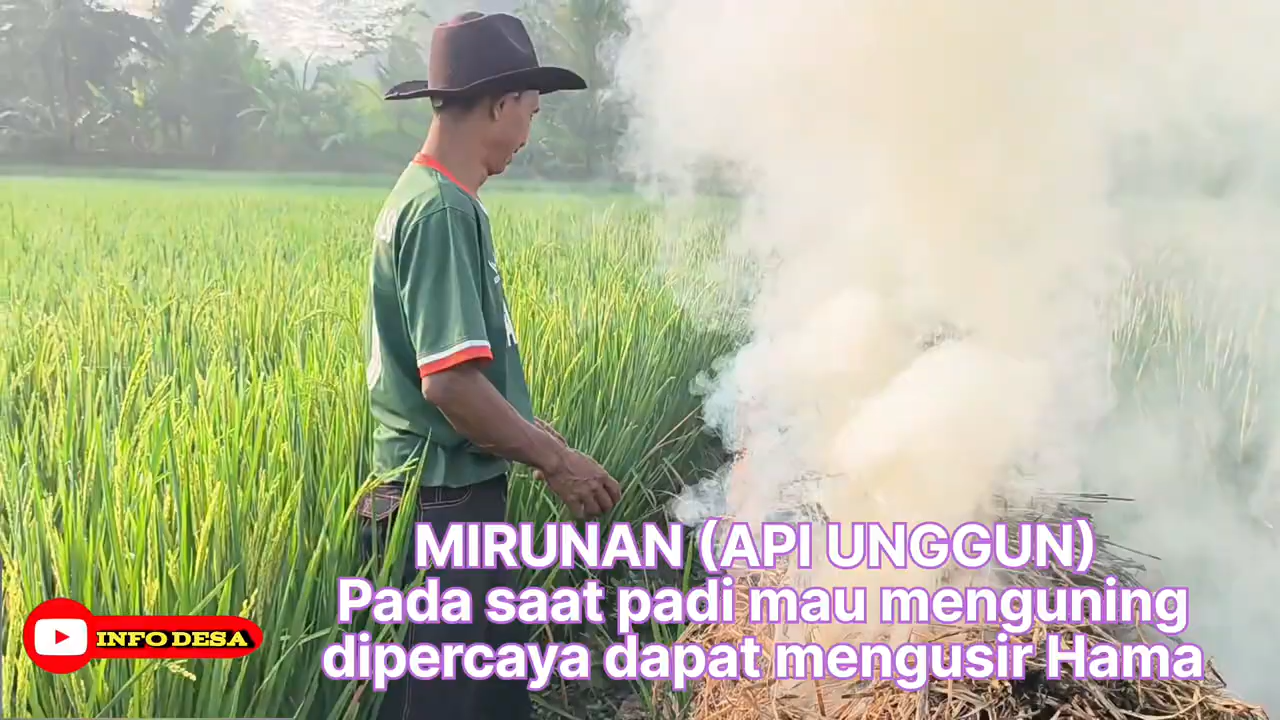 MIRUNAN (API UNGGUN)
Pada saat padi mau menguning
dipercaya dapat mengusir Hama
INFO DESA